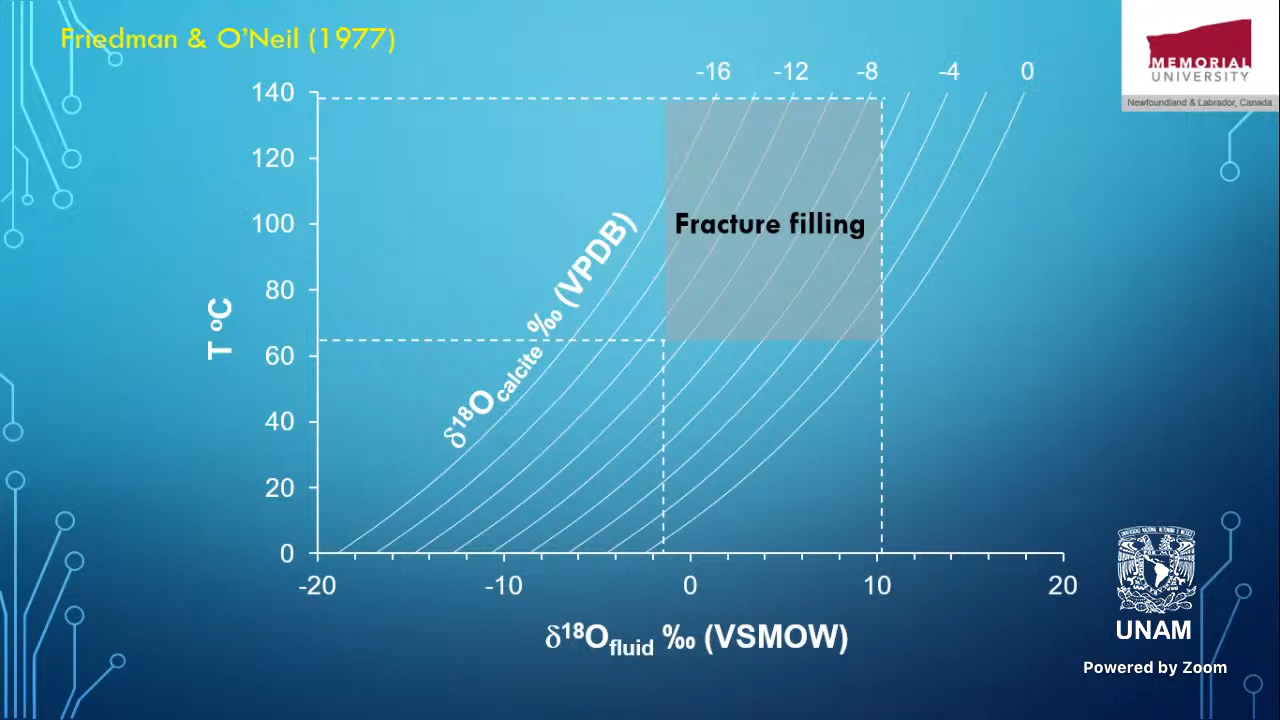 Friedman & O’Neil (1977)
MEMORIAL
UNIVERSITY
Newfoundland & Labrador, Canada
-16 -12 -8 -4 0
140
120
100
80
60
40
20
0
T ºC
δ¹⁸Ocalcite ‰ (VPDB)
Fracture filling
-20 -10 0 10 20
δ¹⁸Ofluid ‰ (VSMOW)
UNAM
Powered by Zoom